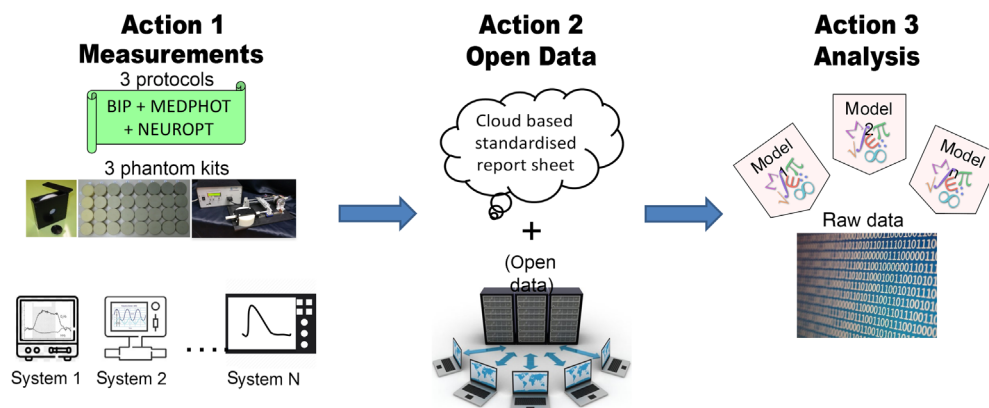 Action 1
Measurements
3 protocols
BIP + MEDPHOT
+ NEUROPT
3 phantom kits
System 1
System 2
....
System N
Action 2
Open Data
Cloud based
standardised
report sheet
+
(Open
data)
Action 3
Analysis
Model
1
Model
2
Model
n
Raw data